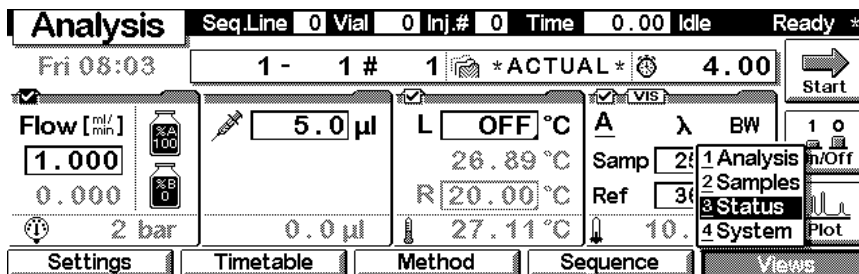 Analysis Seq.Line 0 Vial 0 Inj.# 0 Time 0.00 Idle Ready *
Fri 08:03 1 - 1 # 1 *ACTUAL* 4.00 Start
VIS
Flow [ml/min] %A 100 5.0 µl L OFF °C A λ BW 1 0
1.000 26.89 °C Samp 25 1 Analysis n/Off
2 Samples
0.000 %B 0 R 20.00 °C Ref 36 3 Status
2 bar 0.0 µl 27.11 °C 10. 4 System Plot
Settings Timetable Method Sequence Views